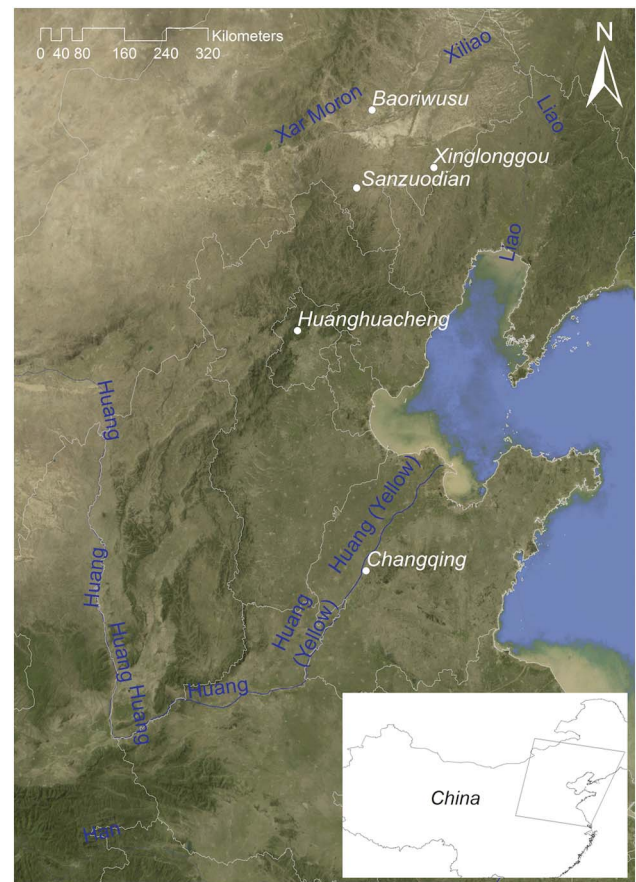 Kilometers
0 40 80 160 240 320
N
Xiliao
Baoriwusu
Xar Moron
Liao
Xinglonggou
Sanzuodian
Liao
Huanghuacheng
Huang
Huang (Yellow)
Changqing
Huang
Huang
(Yellow)
Huang
Huang
Huang
China
Han